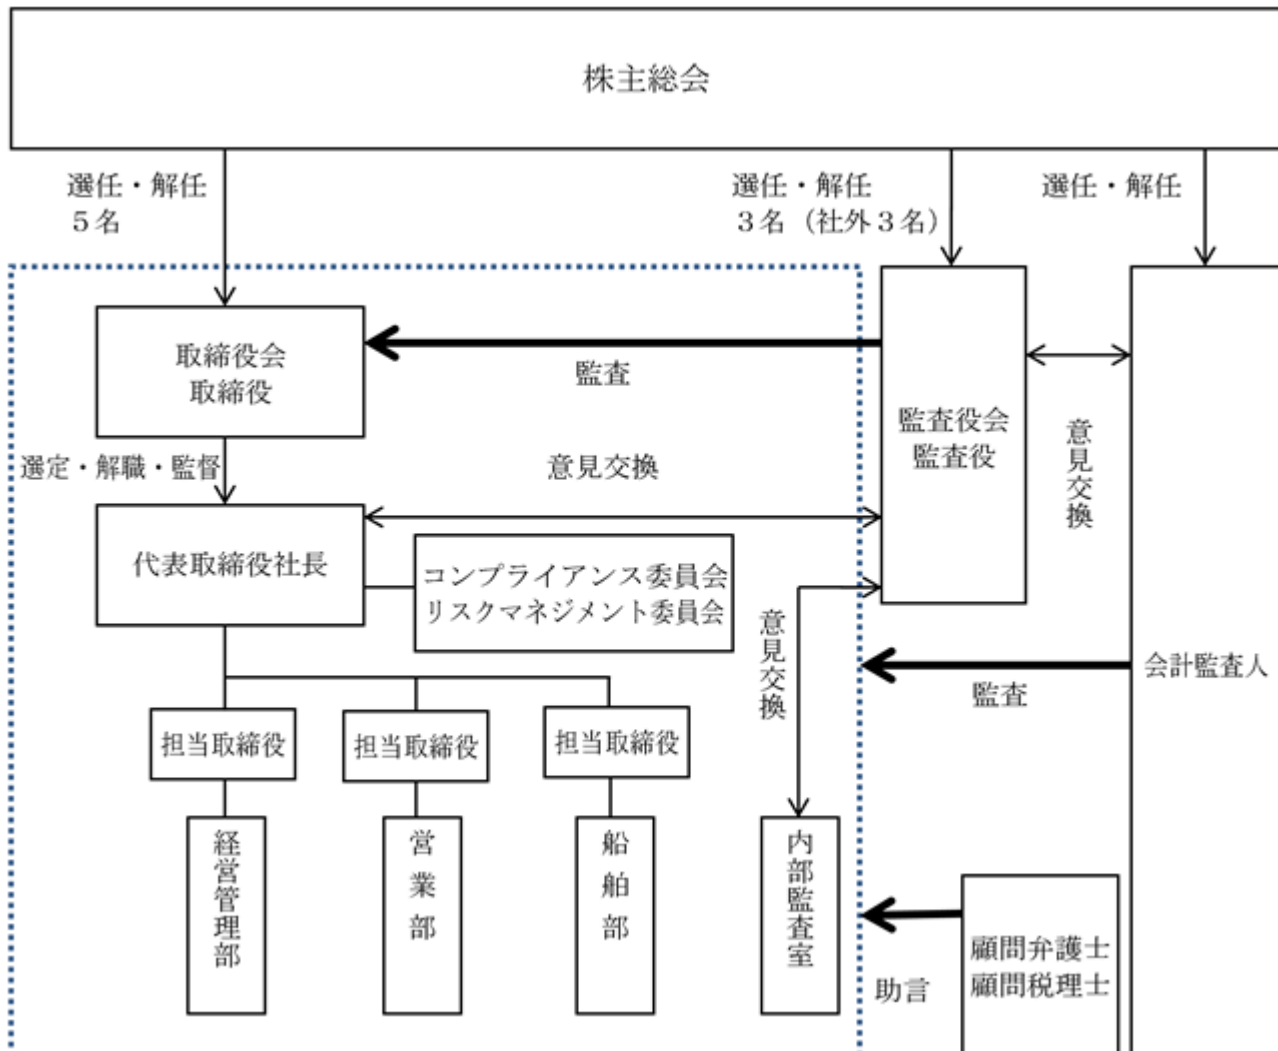 株主総会
選任・解任
５名
選任・解任
３名（社外３名）
選任・解任
取締役会
取締役
監査
監査役会
監査役
意見交換
選定・解職・監督
意見交換
代表取締役社長
コンプライアンス委員会
リスクマネジメント委員会
意見交換
会計監査人
監査
担当取締役
担当取締役
担当取締役
経営管理部
営業部
船舶部
内部監査室
顧問弁護士
顧問税理士
助言